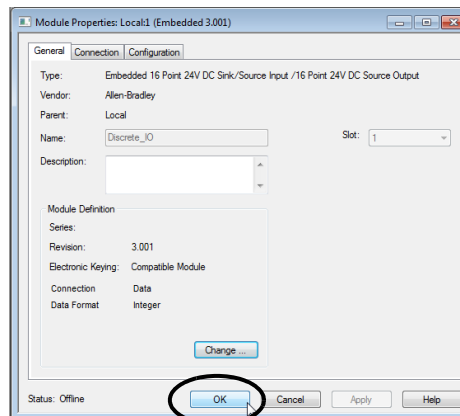 Module Properties: Local:1 (Embedded 3.001)
General Connection Configuration
Type: Embedded 16 Point 24V DC Sink/Source Input /16 Point 24V DC Source Output
Vendor: Allen-Bradley
Parent: Local
Name: Discrete_IO Slot: 1
Description:
Module Definition
Series:
Revision: 3.001
Electronic Keying: Compatible Module
Connection Data
Data Format Integer
Change ...
Status: Offline OK Cancel Apply Help